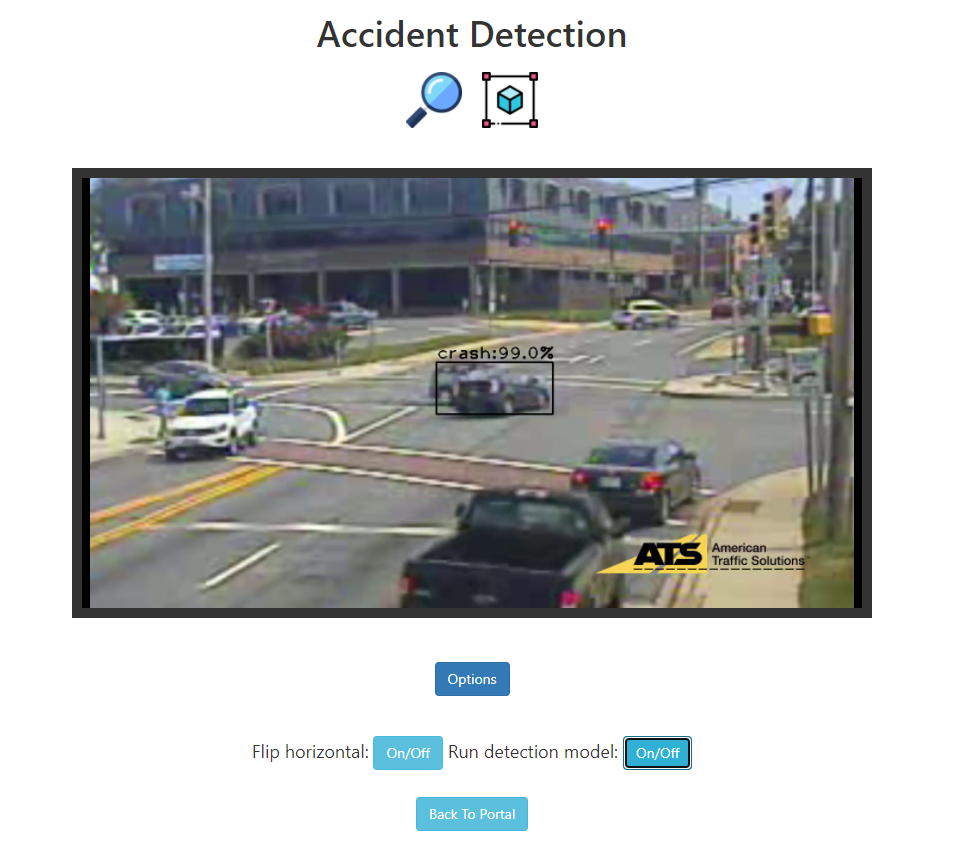 Accident Detection
crash:99.0%
ATS American
Traffic Solutions
Options
Flip horizontal: On/Off Run detection model: On/Off
Back To Portal